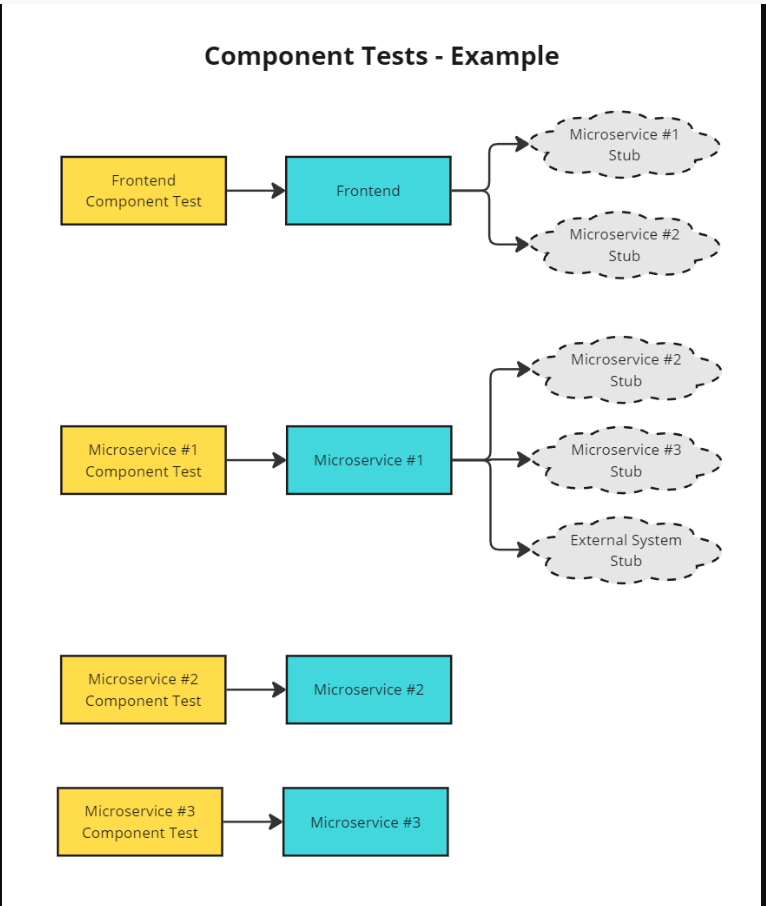 Component Tests - Example
Frontend
Component Test
Frontend
Microservice #1
Stub
Microservice #2
Stub
Microservice #1
Component Test
Microservice #1
Microservice #2
Stub
Microservice #3
Stub
External System
Stub
Microservice #2
Component Test
Microservice #2
Microservice #3
Component Test
Microservice #3